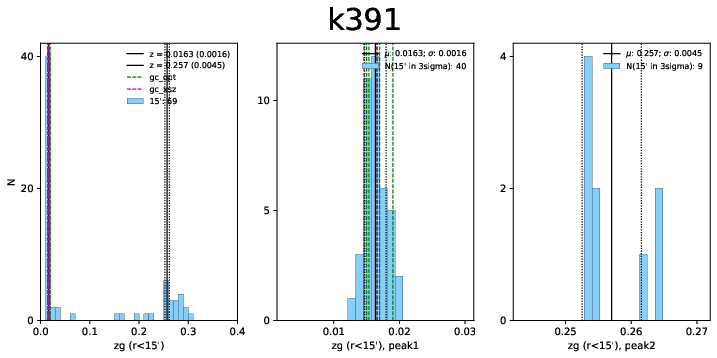 k391
z = 0.0163 (0.0016)
z = 0.257 (0.0045)
gc_opt
gc_xsz
15': 69
N
40
20
0
0.0 0.1 0.2 0.3 0.4
zg (r<15')
μ: 0.0163; σ: 0.0016
N(15' in 3sigma): 40
10
5
0
0.01 0.02 0.03
zg (r<15'), peak1
μ: 0.257; σ: 0.0045
N(15' in 3sigma): 9
4
2
0
0.25 0.26 0.27
zg (r<15'), peak2